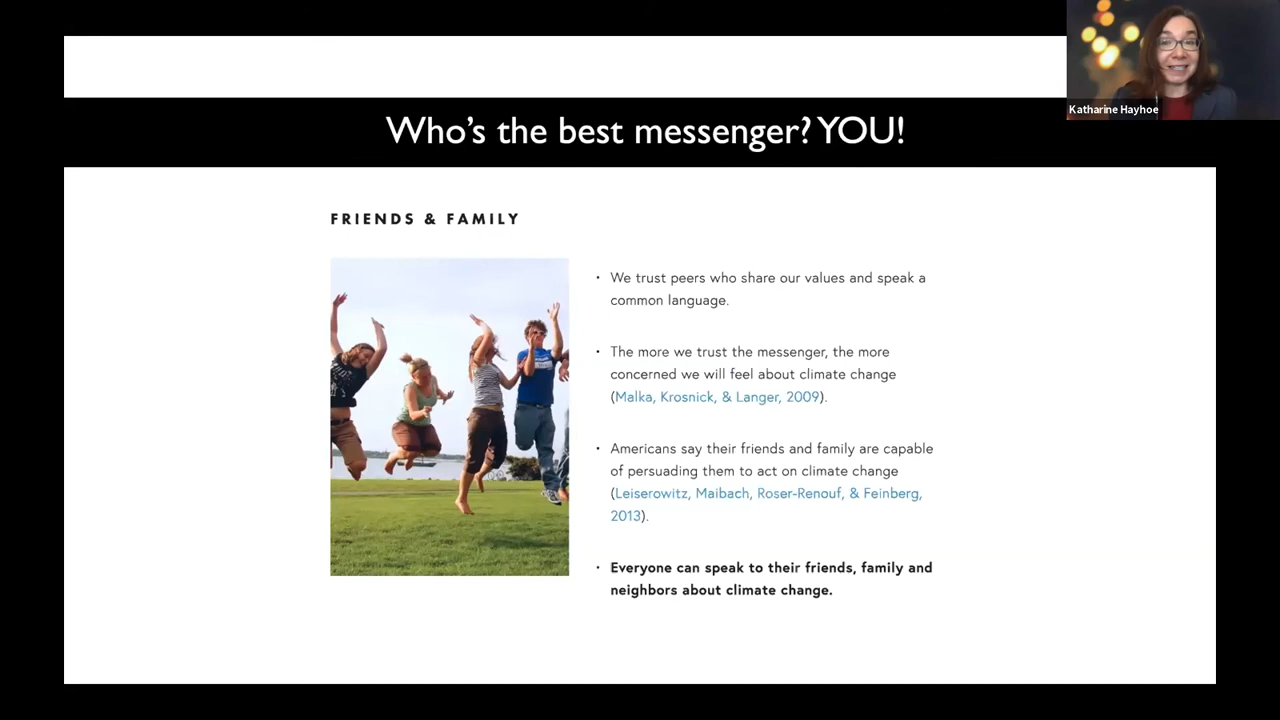 Katharine Hayhoe
Who's the best messenger? YOU!
FRIENDS & FAMILY
• We trust peers who share our values and speak a
common language.
• The more we trust the messenger, the more
concerned we will feel about climate change
(Malka, Krosnick, & Langer, 2009).
• Americans say their friends and family are capable
of persuading them to act on climate change
(Leiserowitz, Maibach, Roser-Renouf, & Feinberg,
2013).
• Everyone can speak to their friends, family and
neighbors about climate change.